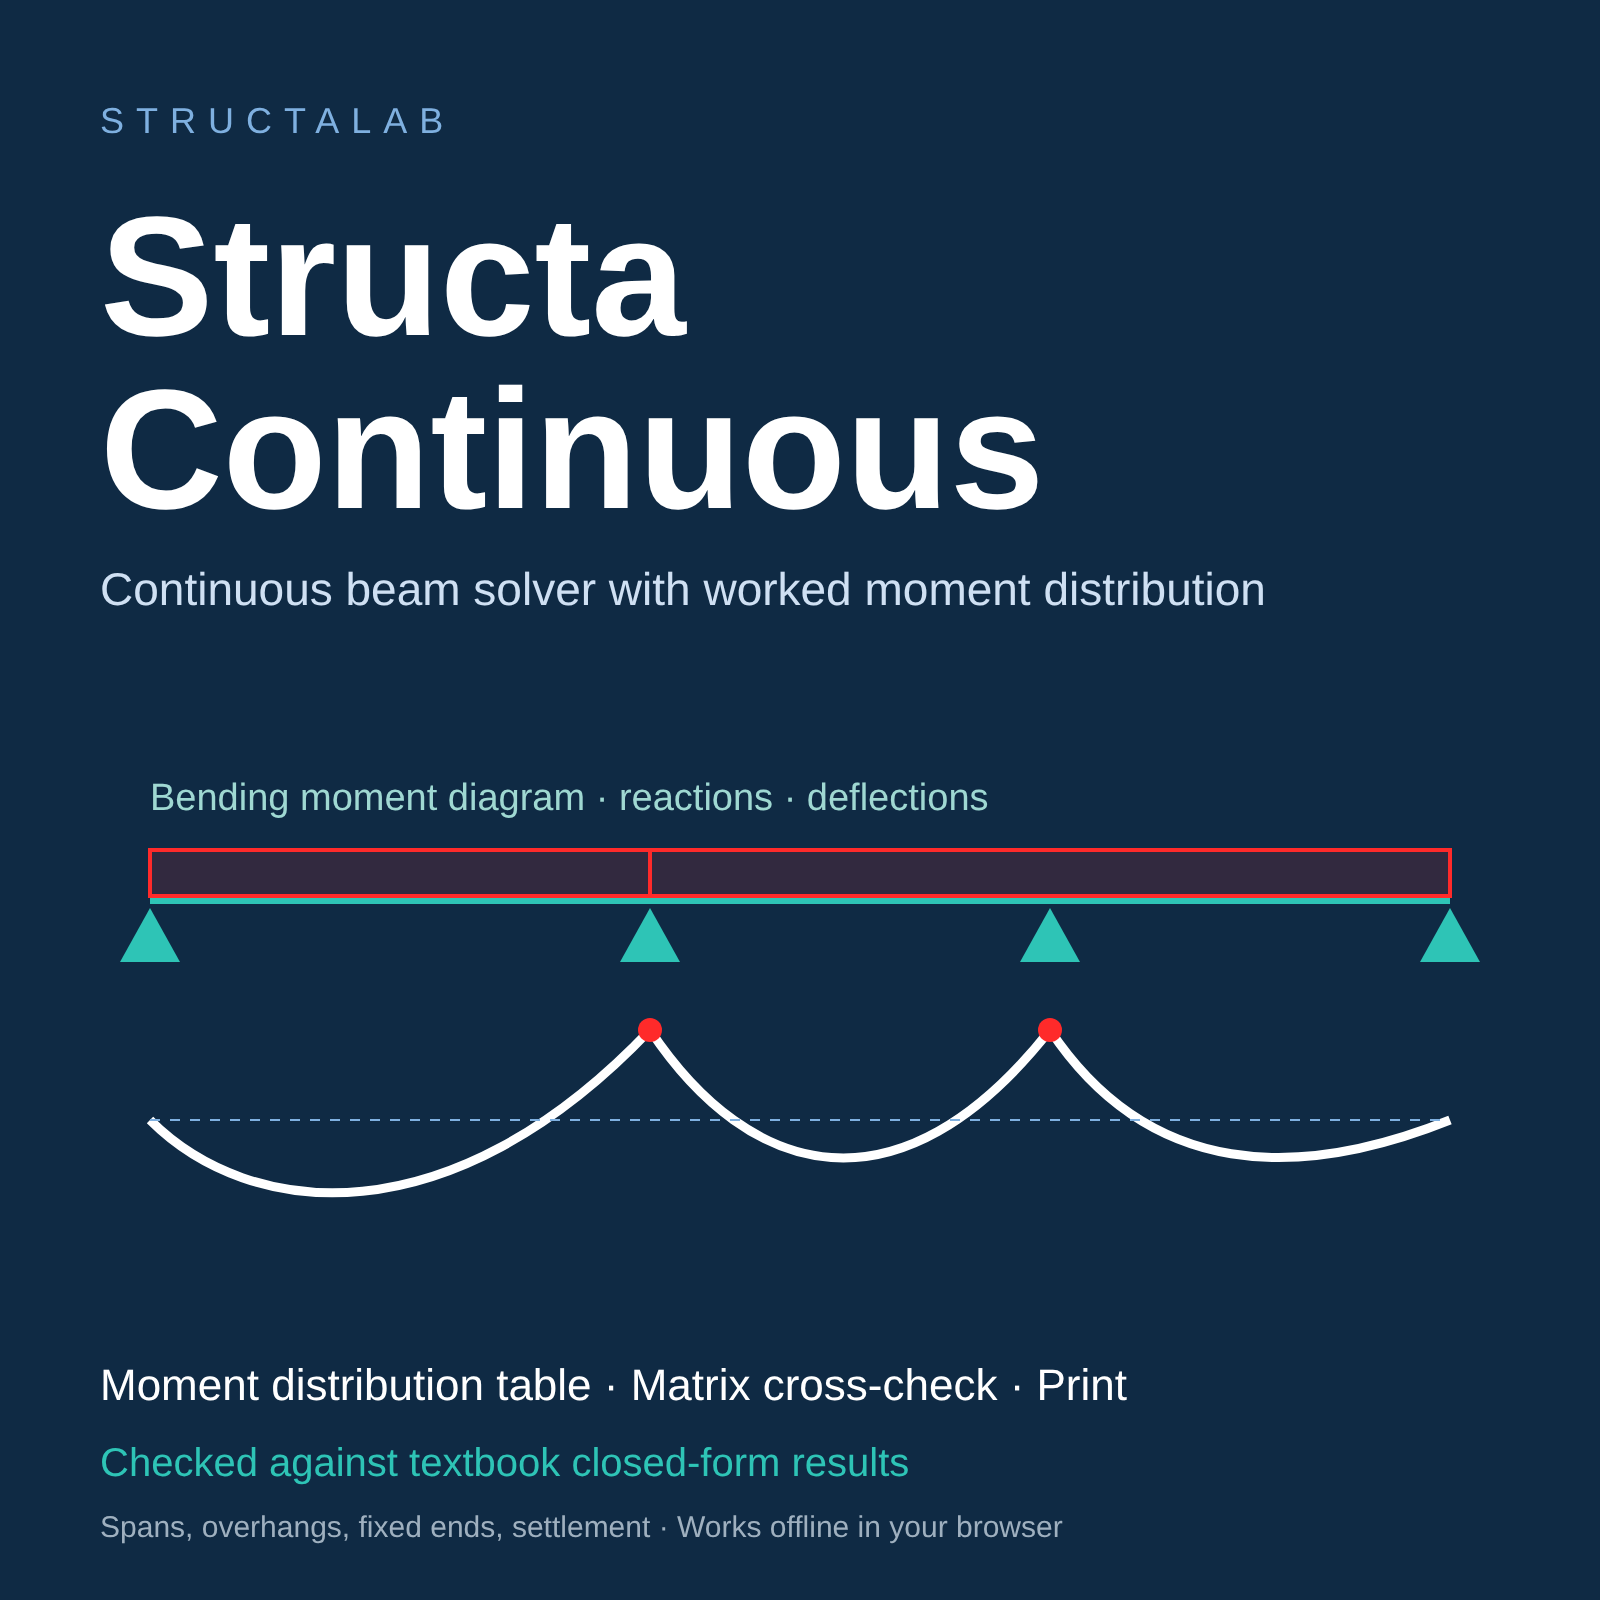 STRUCTALAB
Structa
Continuous
Continuous beam solver with worked moment distribution
Bending moment diagram · reactions · deflections
Moment distribution table · Matrix cross-check · Print
Checked against textbook closed-form results
Spans, overhangs, fixed ends, settlement · Works offline in your browser